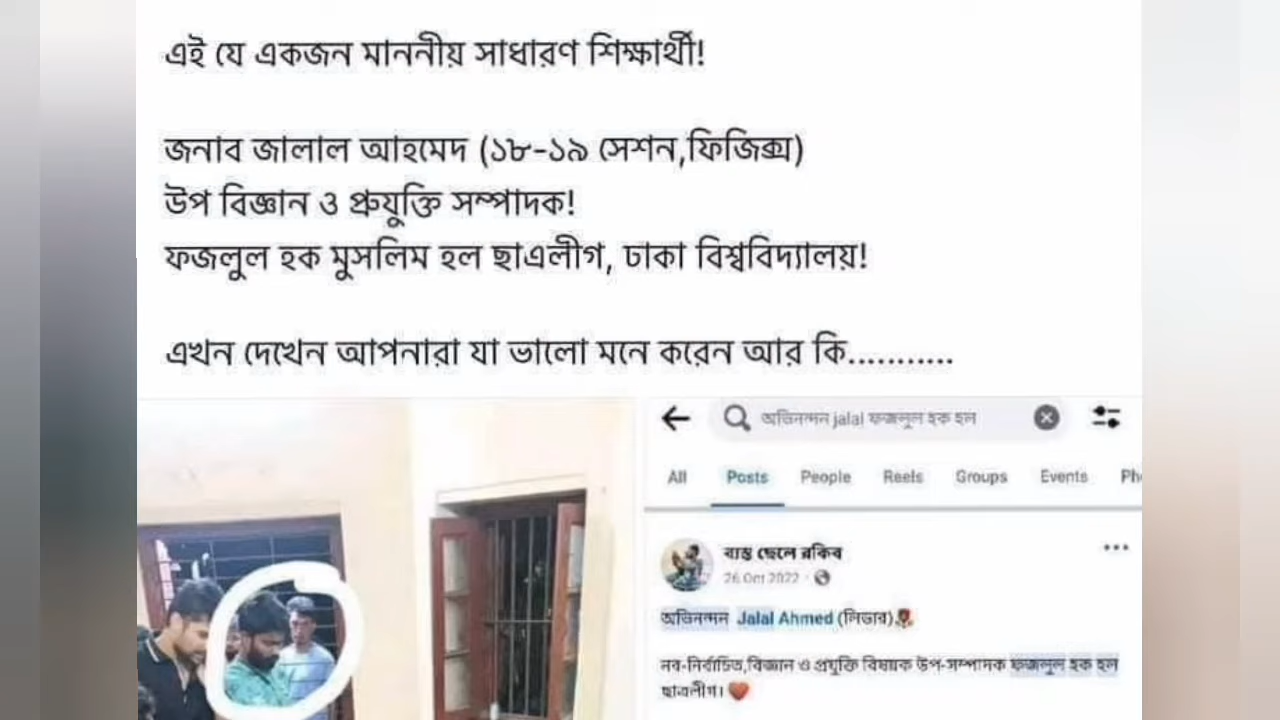 এই যে একজন মাননীয় সাধারণ শিক্ষার্থী!
জনাব জালাল আহমেদ (১৮-১৯ সেশন,ফিজিক্স)
উপ বিজ্ঞান ও প্রুযুক্তি সম্পাদক!
ফজলুল হক মুসলিম হল ছাএলীগ, ঢাকা বিশ্ববিদ্যালয়!
এখন দেখেন আপনারা যা ভালো মনে করেন আর কি...........
অভিনন্দন jalal ফজলুল হক হল
All Posts People Reels Groups Events Ph
ব্যস্ত ছেলে রকিব
26 Oct 2022
অভিনন্দন Jalal Ahmed (লিডার)
নব-নির্বাচিত,বিজ্ঞান ও প্রযুক্তি বিষয়ক উপ-সম্পাদক ফজলুল হক হল
ছাত্রলীগ।